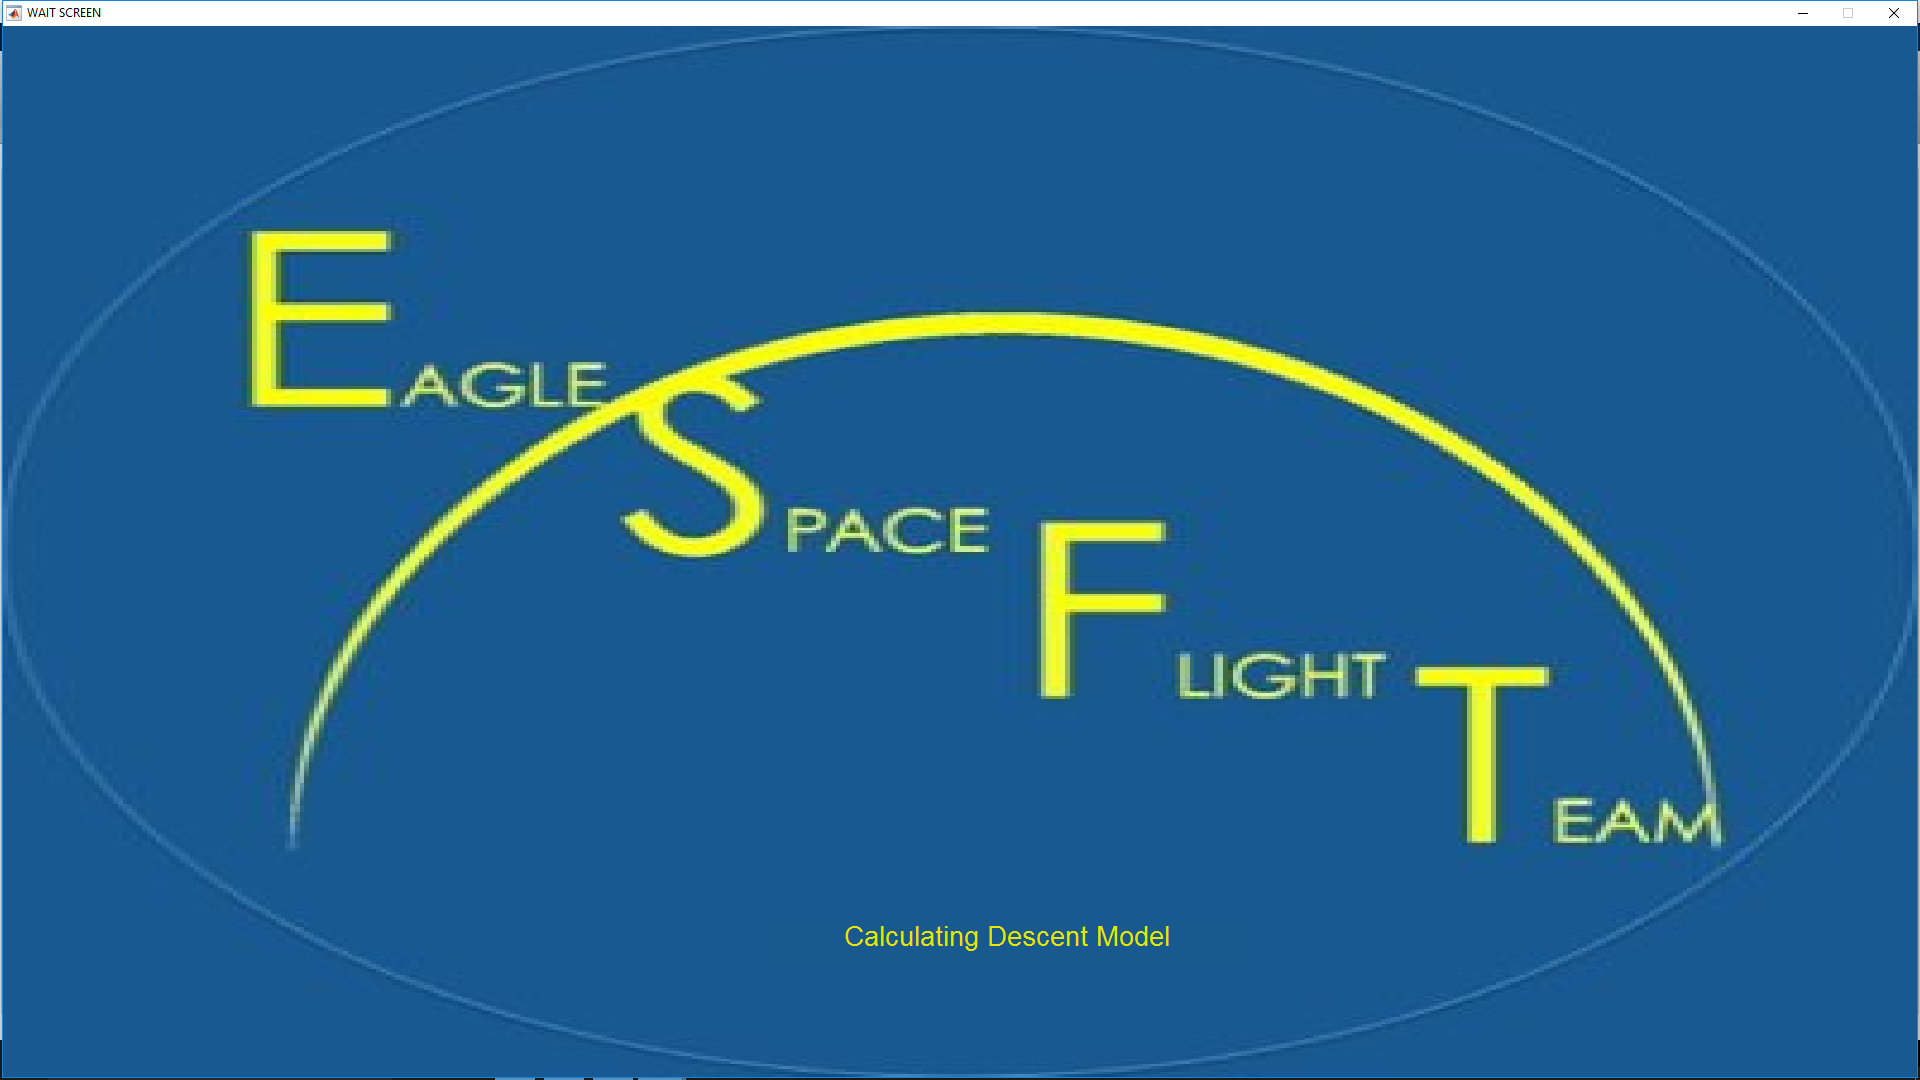 WAIT SCREEN
EAGLE
SPACE
FLIGHT
TEAM
Calculating Descent Model